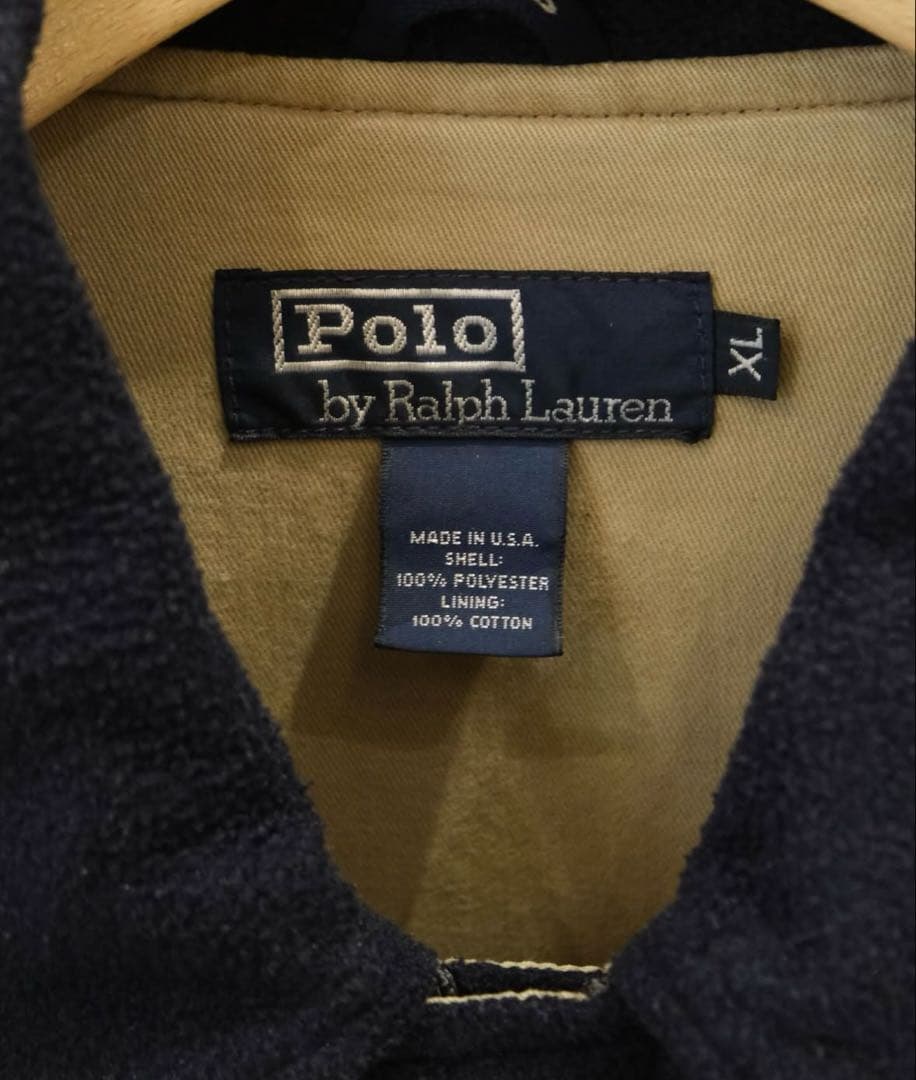 Polo
by Ralph Lauren
XL
MADE IN U.S.A.
SHELL:
100% POLYESTER
LINING:
100% COTTON